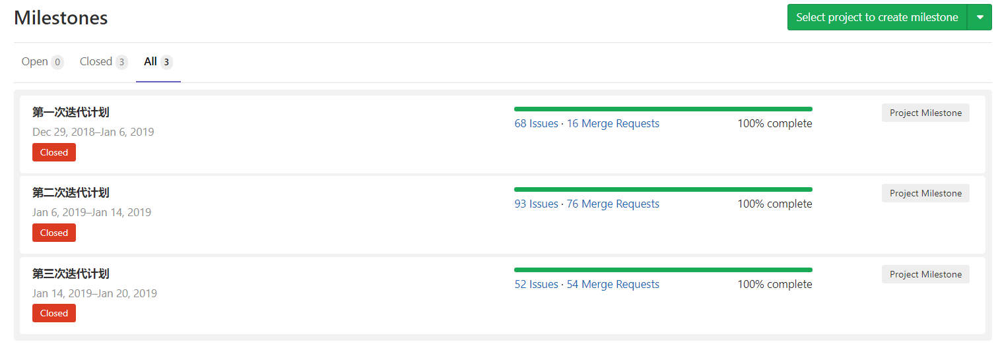 Milestones
Select project to create milestone
Open 0 Closed 3 All 3
第一次迭代计划
Dec 29, 2018–Jan 6, 2019
Closed
68 Issues · 16 Merge Requests 100% complete
Project Milestone
第二次迭代计划
Jan 6, 2019–Jan 14, 2019
Closed
93 Issues · 76 Merge Requests 100% complete
Project Milestone
第三次迭代计划
Jan 14, 2019–Jan 20, 2019
Closed
52 Issues · 54 Merge Requests 100% complete
Project Milestone